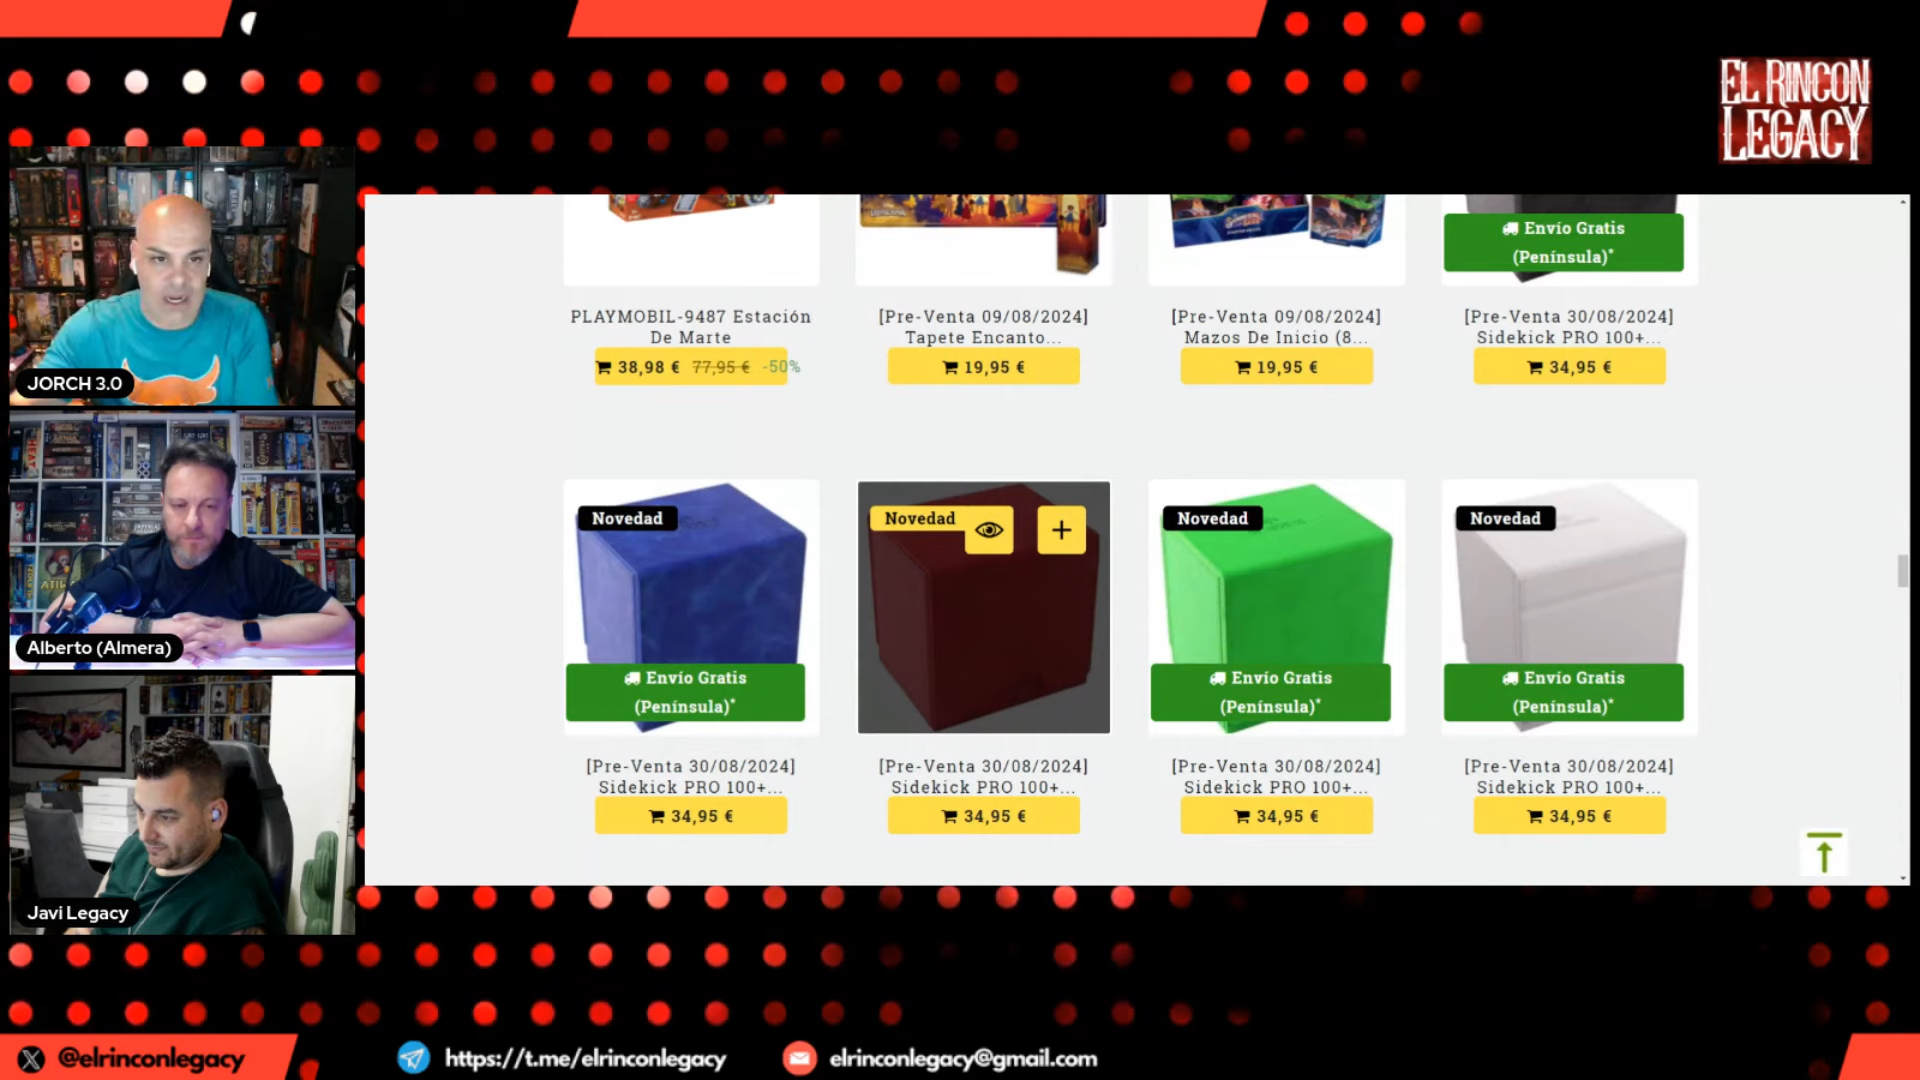 EL RINCON
LEGACY
JORCH 3.0
Alberto (Almera)
Javi Legacy
Envío Gratis
(Península)*
PLAYMOBIL-9487 Estación
De Marte
38,98 € 77,95 € -50%
[Pre-Venta 09/08/2024]
Tapete Encanto...
19,95 €
[Pre-Venta 09/08/2024]
Mazos De Inicio (8...
19,95 €
[Pre-Venta 30/08/2024]
Sidekick PRO 100+...
34,95 €
Novedad
Envío Gratis
(Península)*
[Pre-Venta 30/08/2024]
Sidekick PRO 100+...
34,95 €
Novedad
[Pre-Venta 30/08/2024]
Sidekick PRO 100+...
34,95 €
Novedad
Envío Gratis
(Península)*
[Pre-Venta 30/08/2024]
Sidekick PRO 100+...
34,95 €
Novedad
Envío Gratis
(Península)*
[Pre-Venta 30/08/2024]
Sidekick PRO 100+...
34,95 €
@elrinconlegacy
https://t.me/elrinconlegacy
elrinconlegacy@gmail.com